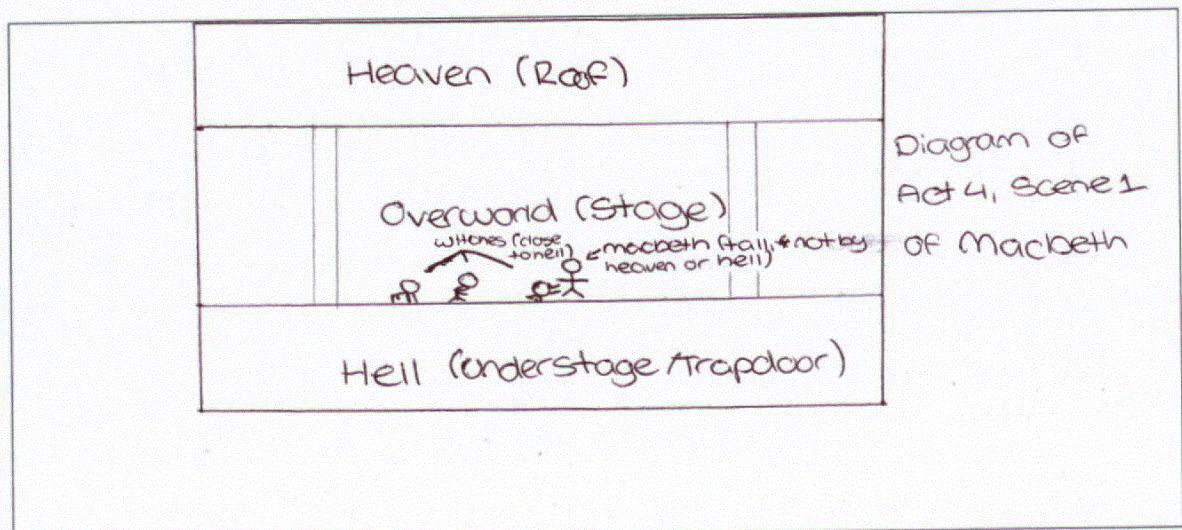 Heaven (Roof)
Diagram of
Act 4, Scene 1
of Macbeth
Overworld (Stage)
witches (close
to hell)
macbeth (tall, & not by
heaven or hell)
Hell (Understage/Trapdoor)